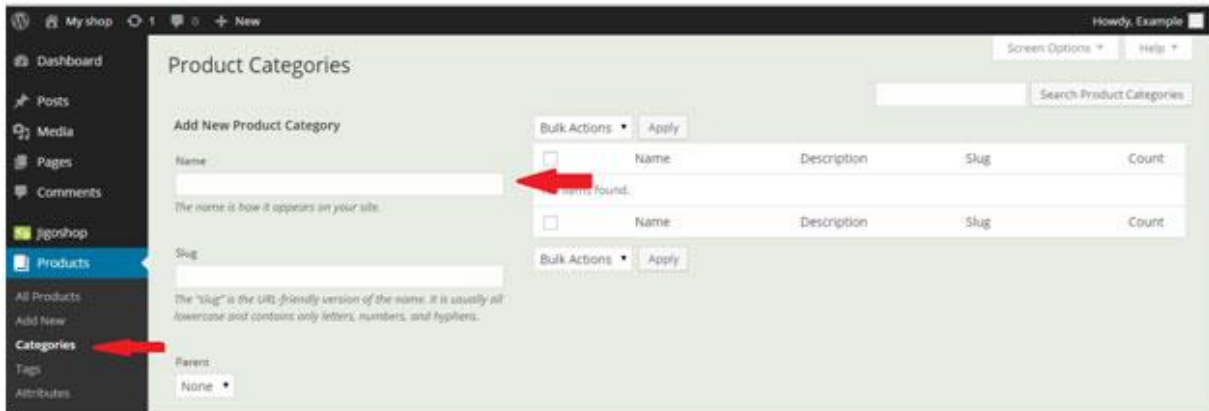 My shop 1 0 + New Howdy, Example
Dashboard
Posts
Media
Pages
Comments
Jigoshop
Products
All Products
Add New
Categories
Tags
Attributes
Screen Options Help
Product Categories
Search Product Categories
Add New Product Category
Name
The name is how it appears on your site.
Slug
The "slug" is the URL-friendly version of the name. It is usually all
lowercase and contains only letters, numbers, and hyphens.
Parent
None
Bulk Actions Apply
Name Description Slug Count
items found.
Name Description Slug Count
Bulk Actions Apply